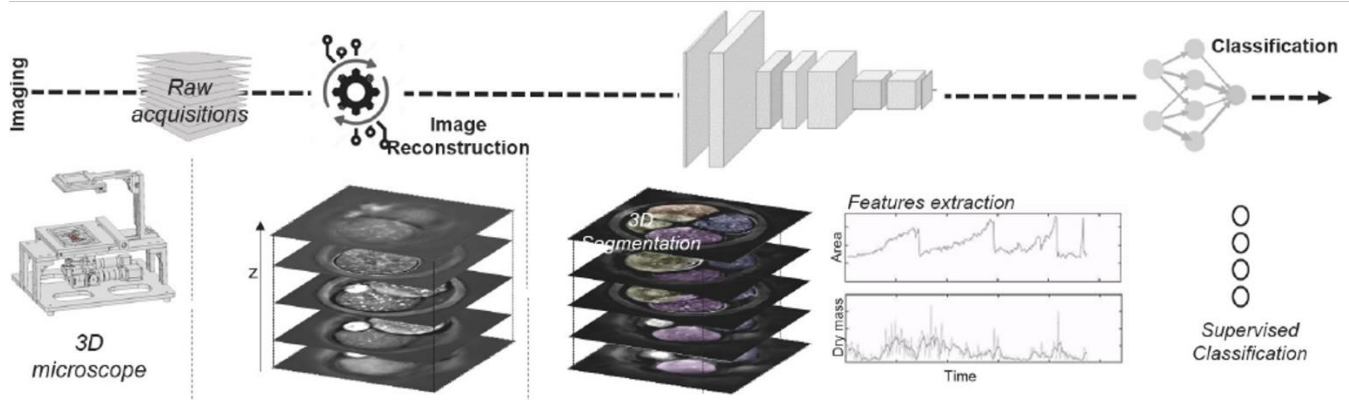 Imaging
Raw
acquisitions
Image
Reconstruction
Classification
3D
microscope
z
3D
Segmentation
Features extraction
Area
Dry mass
Time
Supervised
Classification